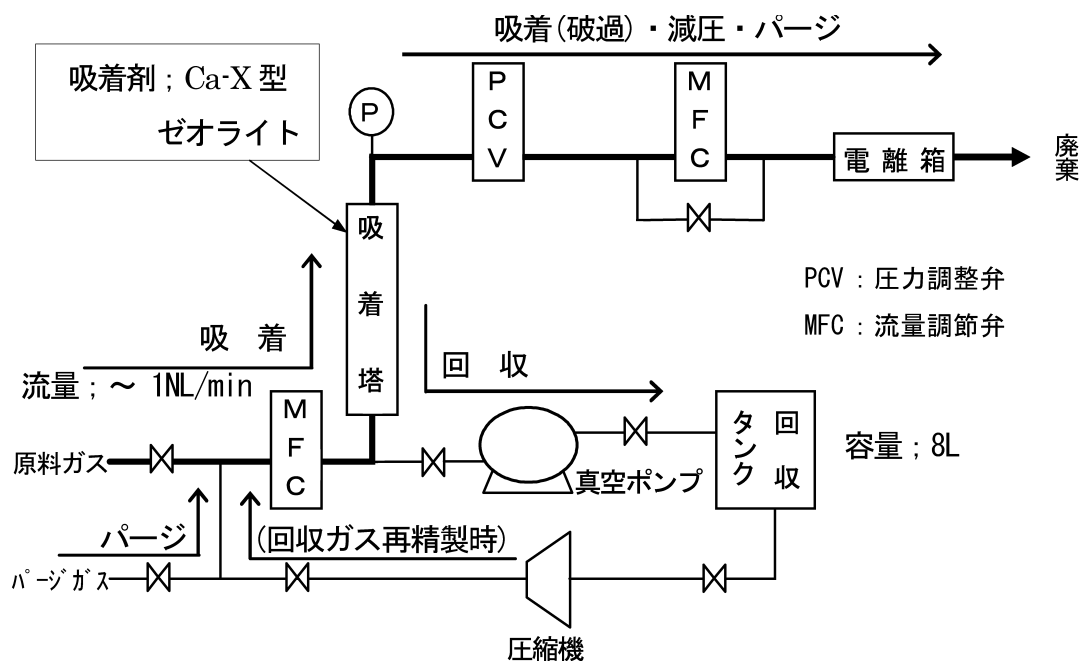 吸着(破過)・減圧・パージ
吸着剤；Ca-X 型
ゼオライト
P
PCV
MFC
電離箱
廃棄
吸着塔
PCV：圧力調整弁
MFC：流量調節弁
吸着
流量；～ 1NL/min
回収
MFC
原料ガス
真空ポンプ
回収
タンク
容量；8L
パージ
(回収ガス再精製時)
パージガス
圧縮機